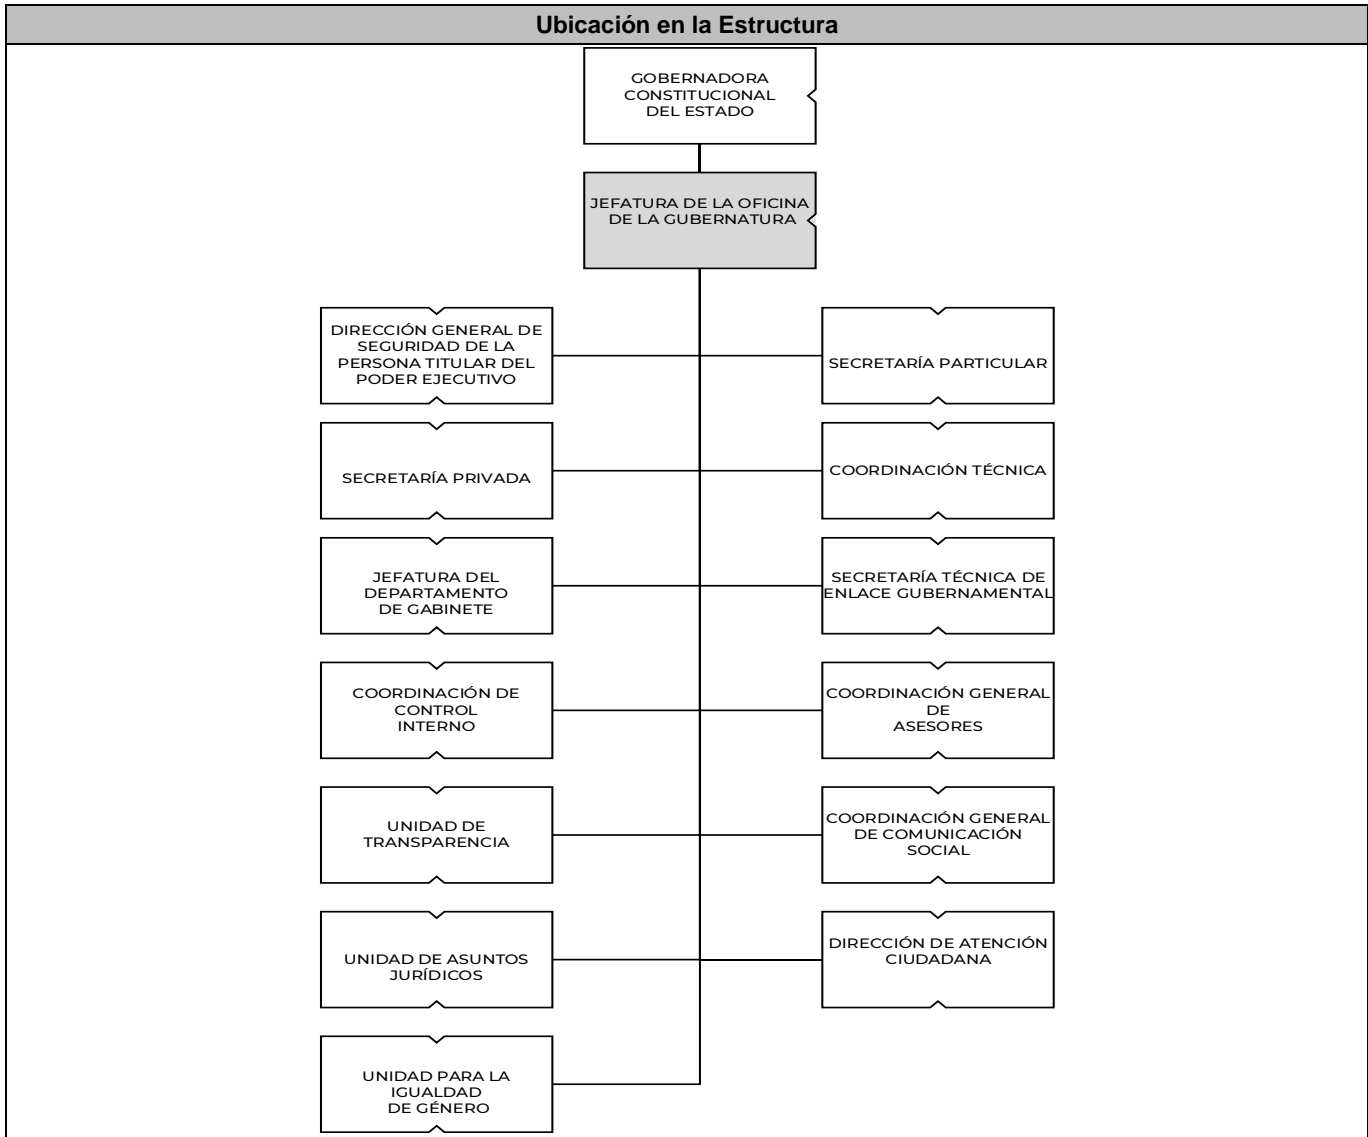 Ubicación en la Estructura
GOBERNADORA
CONSTITUCIONAL
DEL ESTADO
JEFATURA DE LA OFICINA
DE LA GUBERNATURA
DIRECCIÓN GENERAL DE
SEGURIDAD DE LA
PERSONA TITULAR DEL
PODER EJECUTIVO
SECRETARÍA PARTICULAR
SECRETARÍA PRIVADA
COORDINACIÓN TÉCNICA
JEFATURA DEL
DEPARTAMENTO
DE GABINETE
SECRETARÍA TÉCNICA DE
ENLACE GUBERNAMENTAL
COORDINACIÓN DE
CONTROL
INTERNO
COORDINACIÓN GENERAL
DE
ASESORES
UNIDAD DE
TRANSPARENCIA
COORDINACIÓN GENERAL
DE COMUNICACIÓN
SOCIAL
UNIDAD DE ASUNTOS
JURÍDICOS
DIRECCIÓN DE ATENCIÓN
CIUDADANA
UNIDAD PARA LA
IGUALDAD
DE GÉNERO